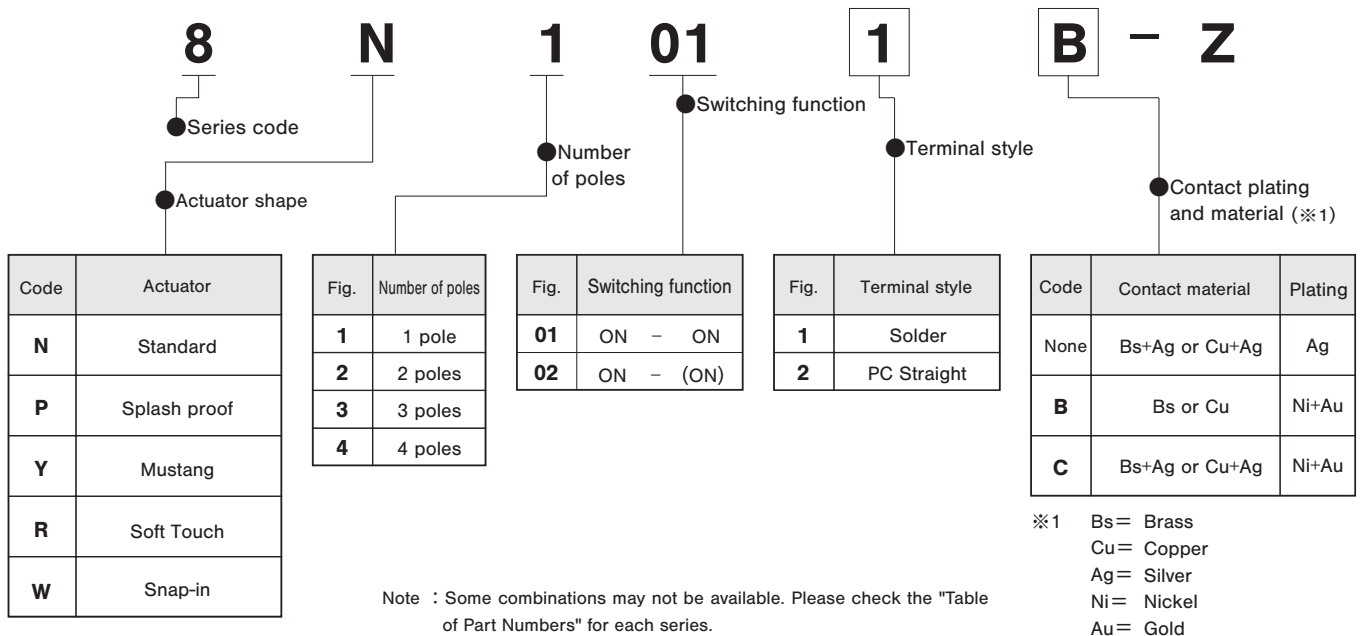 8 N 1 01 1 B - Z
●Series code
●Actuator shape
●Number
of poles
●Switching function
●Terminal style
●Contact plating
and material (※1)
Code Actuator
N Standard
P Splash proof
Y Mustang
R Soft Touch
W Snap-in
Fig. Number of poles
1 1 pole
2 2 poles
3 3 poles
4 4 poles
Fig. Switching function
01 ON - ON
02 ON - (ON)
Fig. Terminal style
1 Solder
2 PC Straight
Code Contact material Plating
None Bs+Ag or Cu+Ag Ag
B Bs or Cu Ni+Au
C Bs+Ag or Cu+Ag Ni+Au
※1 Bs= Brass
Cu= Copper
Ag= Silver
Ni= Nickel
Au= Gold
Note : Some combinations may not be available. Please check the "Table
of Part Numbers" for each series.